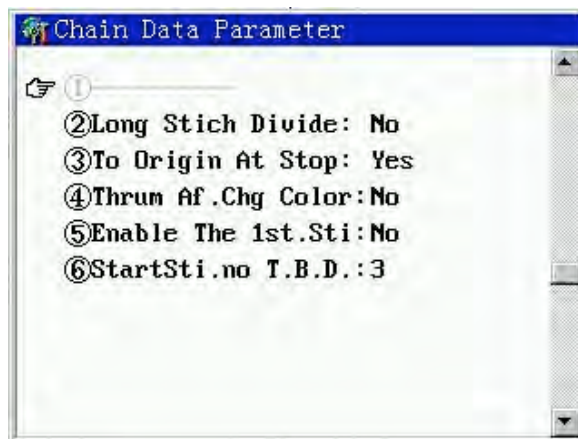 Chain Data Parameter
①
②Long Stich Divide: No
③To Origin At Stop: Yes
④Thrum Af.Chg Color:No
⑤Enable The 1st.Sti:No
⑥StartSti.no T.B.D.:3